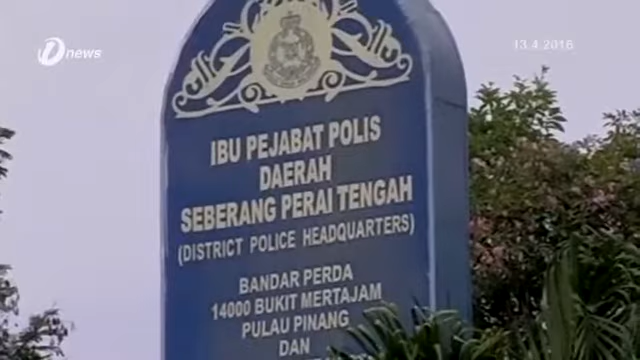 news
13.4.2016
IBU PEJABAT POLIS
DAERAH
SEBERANG PERAI TENGAH
(DISTRICT POLICE HEADQUARTERS)
BANDAR PERDA
14000 BUKIT MERTAJAM
PULAU PINANG
DAN